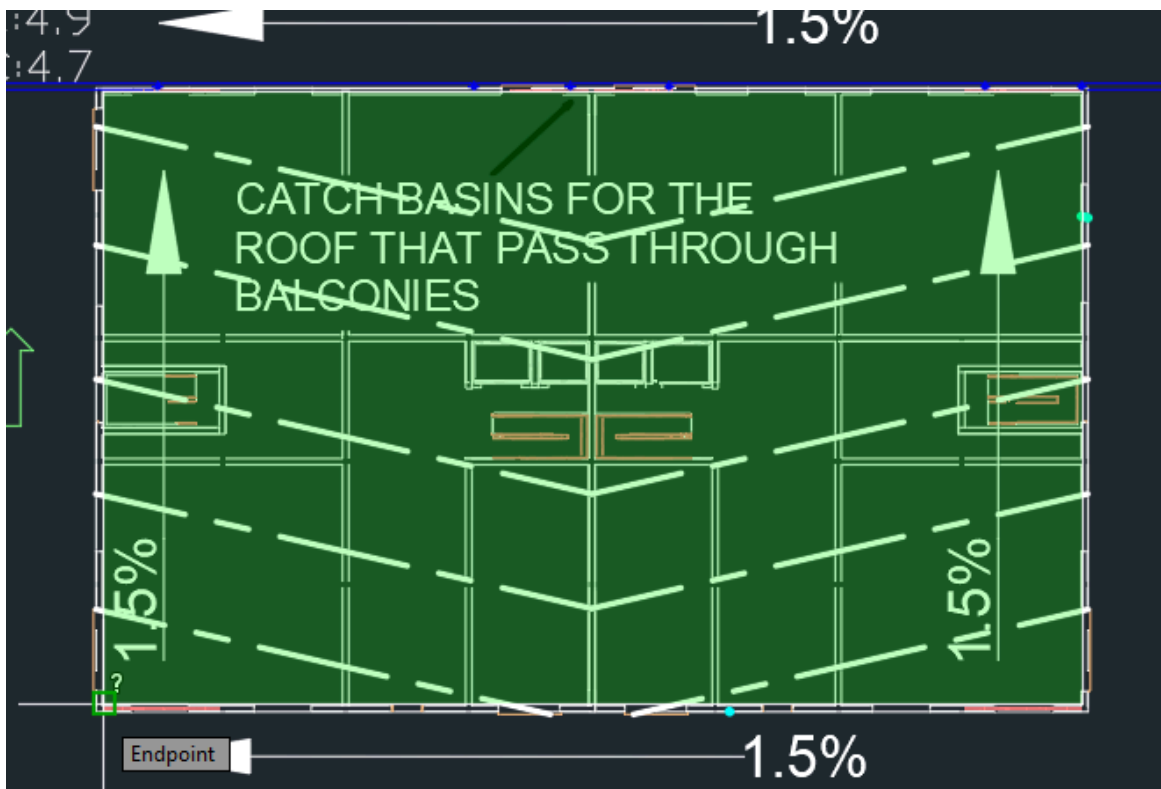 :4.9
1.5%
:4.7
CATCH BASINS FOR THE
ROOF THAT PASS THROUGH
BALCONIES
1.5%
1.5%
?
Endpoint
1.5%